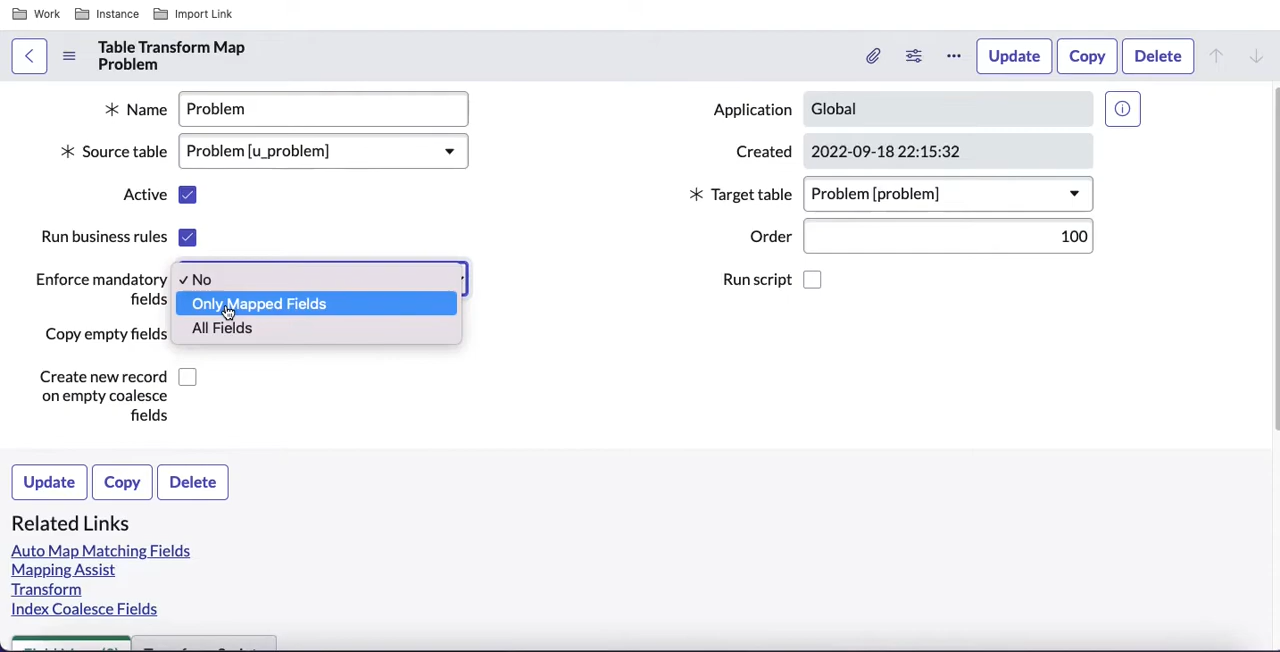 Work Instance Import Link
Table Transform Map
Problem
Update Copy Delete
Name Problem
Application Global
Source table Problem [u_problem]
Created 2022-09-18 22:15:32
Active
Target table Problem [problem]
Run business rules
Order 100
Enforce mandatory
fields
✓ No
Only Mapped Fields
All Fields
Run script
Copy empty fields
Create new record
on empty coalesce
fields
Update Copy Delete
Related Links
Auto Map Matching Fields
Mapping Assist
Transform
Index Coalesce Fields